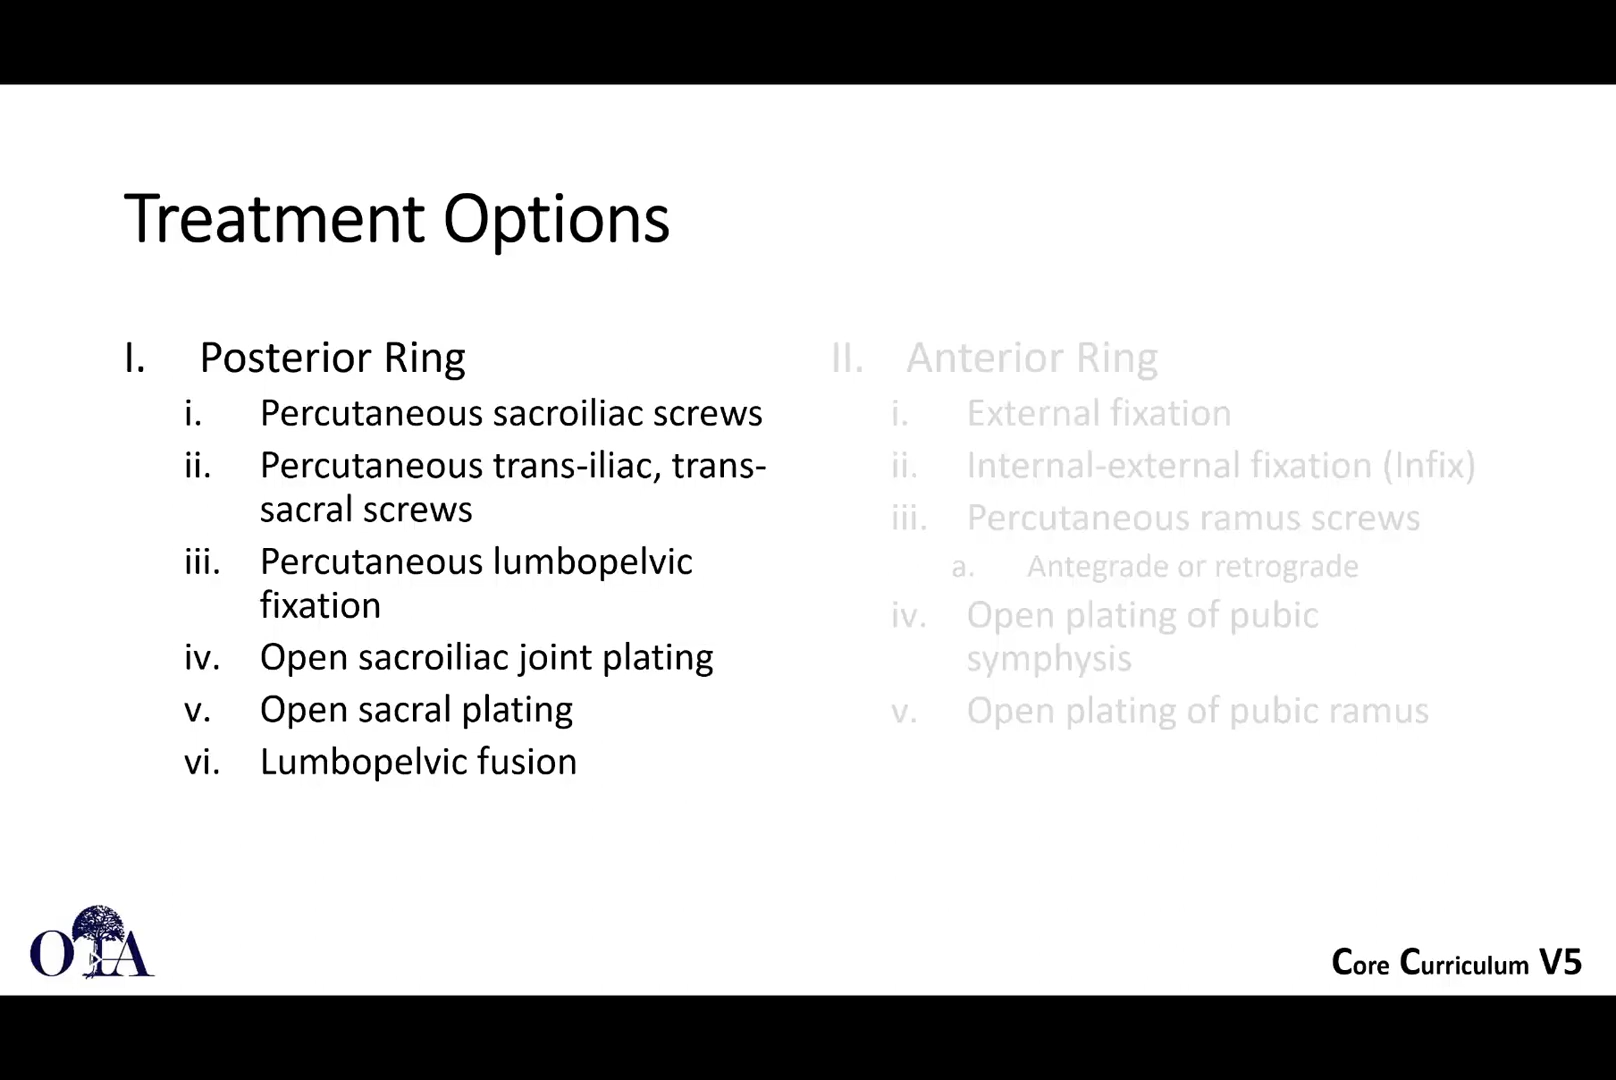 Treatment Options
I. Posterior Ring
i. Percutaneous sacroiliac screws
ii. Percutaneous trans-iliac, trans-
sacral screws
iii. Percutaneous lumbopelvic
fixation
iv. Open sacroiliac joint plating
v. Open sacral plating
vi. Lumbopelvic fusion
II. Anterior Ring
i. External fixation
ii. Internal-external fixation (Infix)
iii. Percutaneous ramus screws
a. Antegrade or retrograde
iv. Open plating of pubic
symphysis
v. Open plating of pubic ramus
OTA
Core Curriculum V5